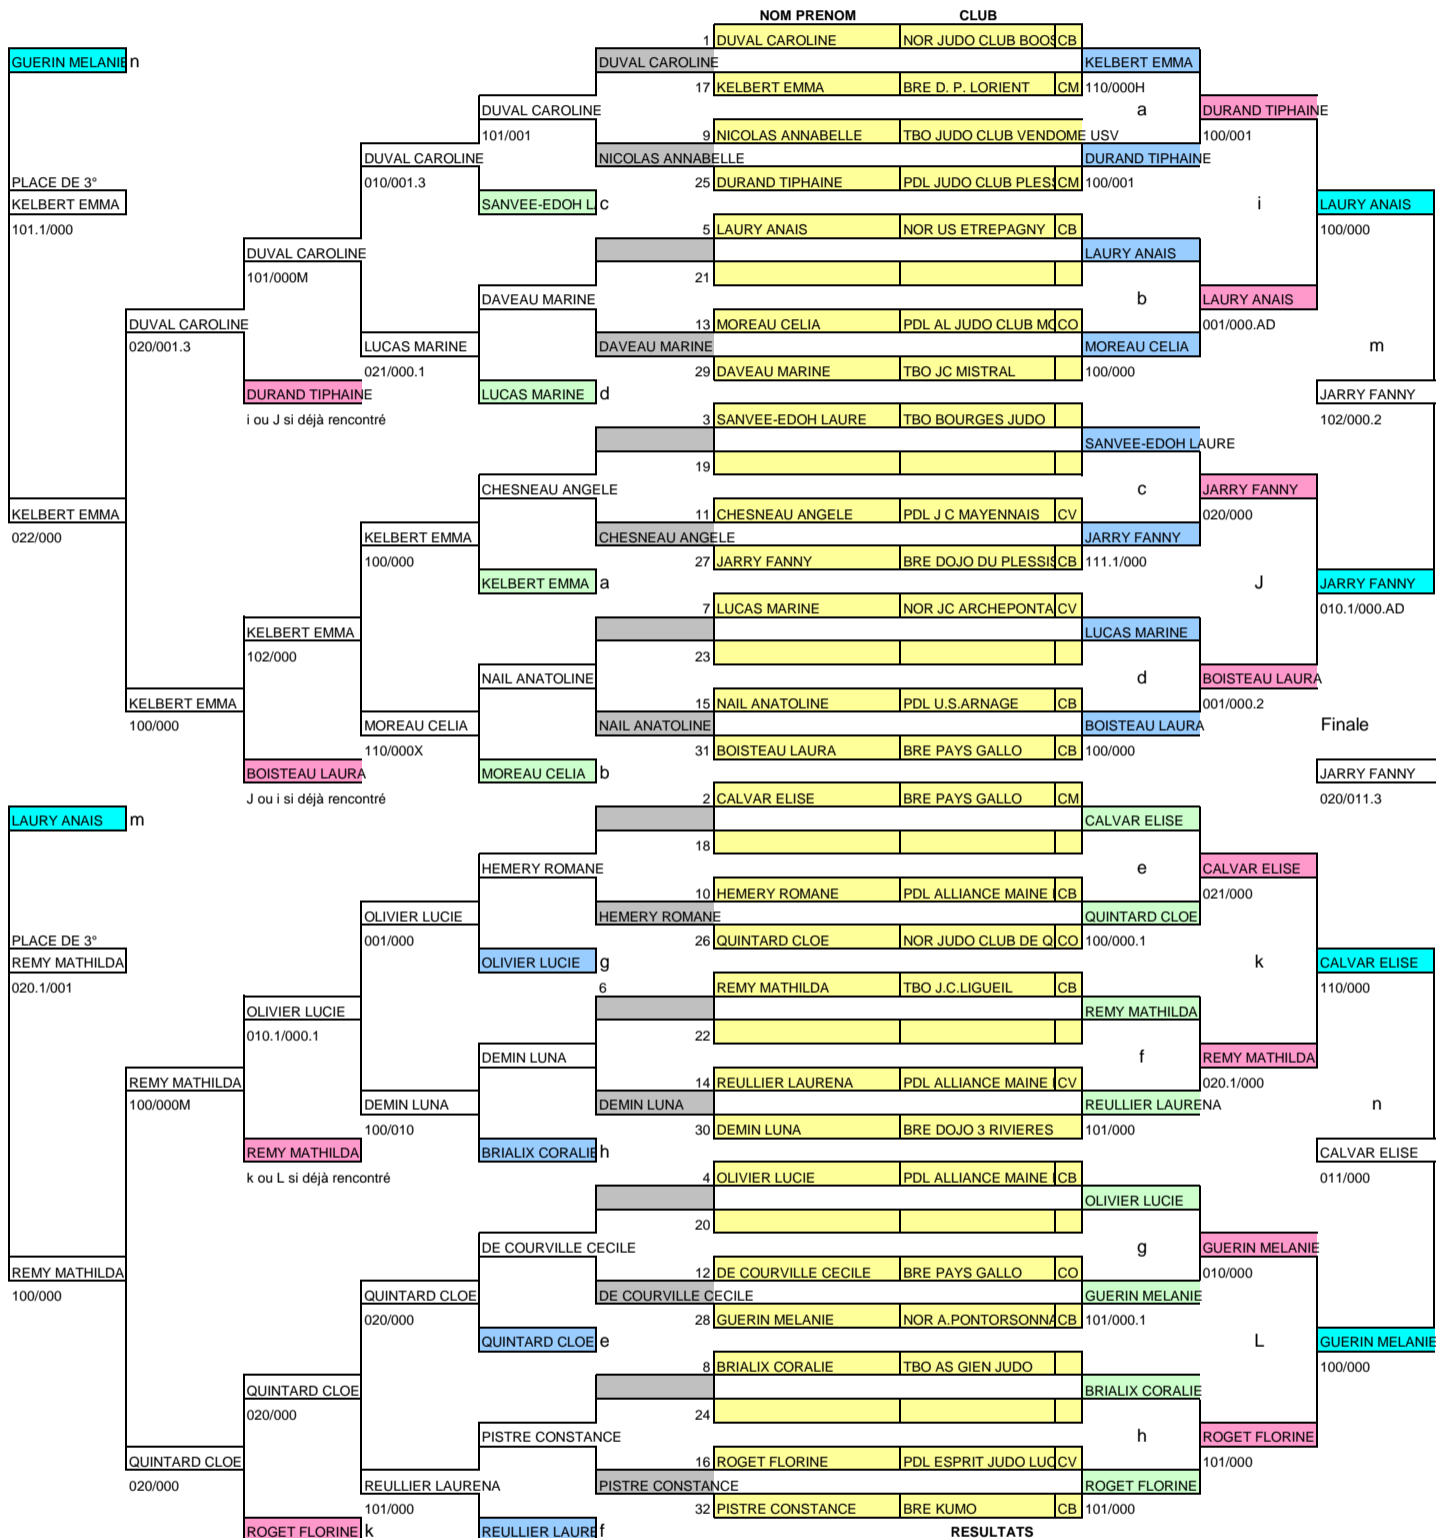 NOM PRENOM CLUB
1 DUVAL CAROLINE NOR JUDO CLUB BOOS CB
GUERIN MELANIE n DUVAL CAROLINE KELBERT EMMA
17 KELBERT EMMA BRE D. P. LORIENT CM 110/000H
DUVAL CAROLINE a DURAND TIPHAINE
101/001 9 NICOLAS ANNABELLE TBO JUDO CLUB VENDOME USV 100/001
DUVAL CAROLINE NICOLAS ANNABELLE DURAND TIPHAINE
PLACE DE 3° 010/001.3 25 DURAND TIPHAINE PDL JUDO CLUB PLES CM 100/001
KELBERT EMMA SANVEE-EDOH L c i LAURY ANAIS
101.1/000 5 LAURY ANAIS NOR US ETREPAGNY CB 100/000
DUVAL CAROLINE LAURY ANAIS
101/000M 21
DAVEAU MARINE b LAURY ANAIS
DUVAL CAROLINE 13 MOREAU CELIA PDL AL JUDO CLUB MO CO 001/000.AD
020/001.3 LUCAS MARINE DAVEAU MARINE MOREAU CELIA m
021/000.1 29 DAVEAU MARINE TBO JC MISTRAL 100/000
DURAND TIPHAINE LUCAS MARINE d JARRY FANNY
i ou J si déjà rencontré 3 SANVEE-EDOH LAURE TBO BOURGES JUDO 102/000.2
SANVEE-EDOH LAURE
19
CHESNEAU ANGELE c JARRY FANNY
KELBERT EMMA 11 CHESNEAU ANGELE PDL J C MAYENNAIS CV 020/000
022/000 KELBERT EMMA CHESNEAU ANGELE JARRY FANNY
100/000 27 JARRY FANNY BRE DOJO DU PLESSIS CB 111.1/000
KELBERT EMMA a J JARRY FANNY
7 LUCAS MARINE NOR JC ARCHEPONTA CV 010.1/000.AD
KELBERT EMMA LUCAS MARINE
102/000 23
NAIL ANATOLINE d BOISTEAU LAURA
KELBERT EMMA 15 NAIL ANATOLINE PDL U.S.ARNAGE CB 001/000.2
100/000 MOREAU CELIA NAIL ANATOLINE BOISTEAU LAURA Finale
110/000X 31 BOISTEAU LAURA BRE PAYS GALLO CB 100/000
BOISTEAU LAURA MOREAU CELIA b JARRY FANNY
J ou i si déjà rencontré 2 CALVAR ELISE BRE PAYS GALLO CM 020/011.3
LAURY ANAIS m CALVAR ELISE
18
HEMERY ROMANE e CALVAR ELISE
10 HEMERY ROMANE PDL ALLIANCE MAINE CB 021/000
OLIVIER LUCIE HEMERY ROMANE QUINTARD CLOE
PLACE DE 3° 001/000 26 QUINTARD CLOE NOR JUDO CLUB DE Q CO 100/000.1
REMY MATHILDA OLIVIER LUCIE g k CALVAR ELISE
020.1/001 6 REMY MATHILDA TBO J.C.LIGUEIL CB 110/000
OLIVIER LUCIE REMY MATHILDA
010.1/000.1 22
DEMIN LUNA f REMY MATHILDA
REMY MATHILDA 14 REULLIER LAURENA PDL ALLIANCE MAINE CV 020.1/000
100/000M DEMIN LUNA DEMIN LUNA REULLIER LAURENA n
100/010 30 DEMIN LUNA BRE DOJO 3 RIVIERES 101/000
REMY MATHILDA BRIALIX CORALIE h CALVAR ELISE
k ou L si déjà rencontré 4 OLIVIER LUCIE PDL ALLIANCE MAINE CB 011/000
OLIVIER LUCIE
20
DE COURVILLE CECILE g GUERIN MELANIE
REMY MATHILDA 12 DE COURVILLE CECILE BRE PAYS GALLO CO 010/000
100/000 QUINTARD CLOE DE COURVILLE CECILE GUERIN MELANIE
020/000 28 GUERIN MELANIE NOR A.PONTORSONNA CB 101/000.1
QUINTARD CLOE e L GUERIN MELANIE
8 BRIALIX CORALIE TBO AS GIEN JUDO 100/000
QUINTARD CLOE BRIALIX CORALIE
020/000 24
PISTRE CONSTANCE h ROGET FLORINE
QUINTARD CLOE 16 ROGET FLORINE PDL ESPRIT JUDO LUC CV 101/000
020/000 REULLIER LAURENA PISTRE CONSTANCE ROGET FLORINE
101/000 32 PISTRE CONSTANCE BRE KUMO CB 101/000
ROGET FLORINE k REULLIER LAURE f RESULTATS